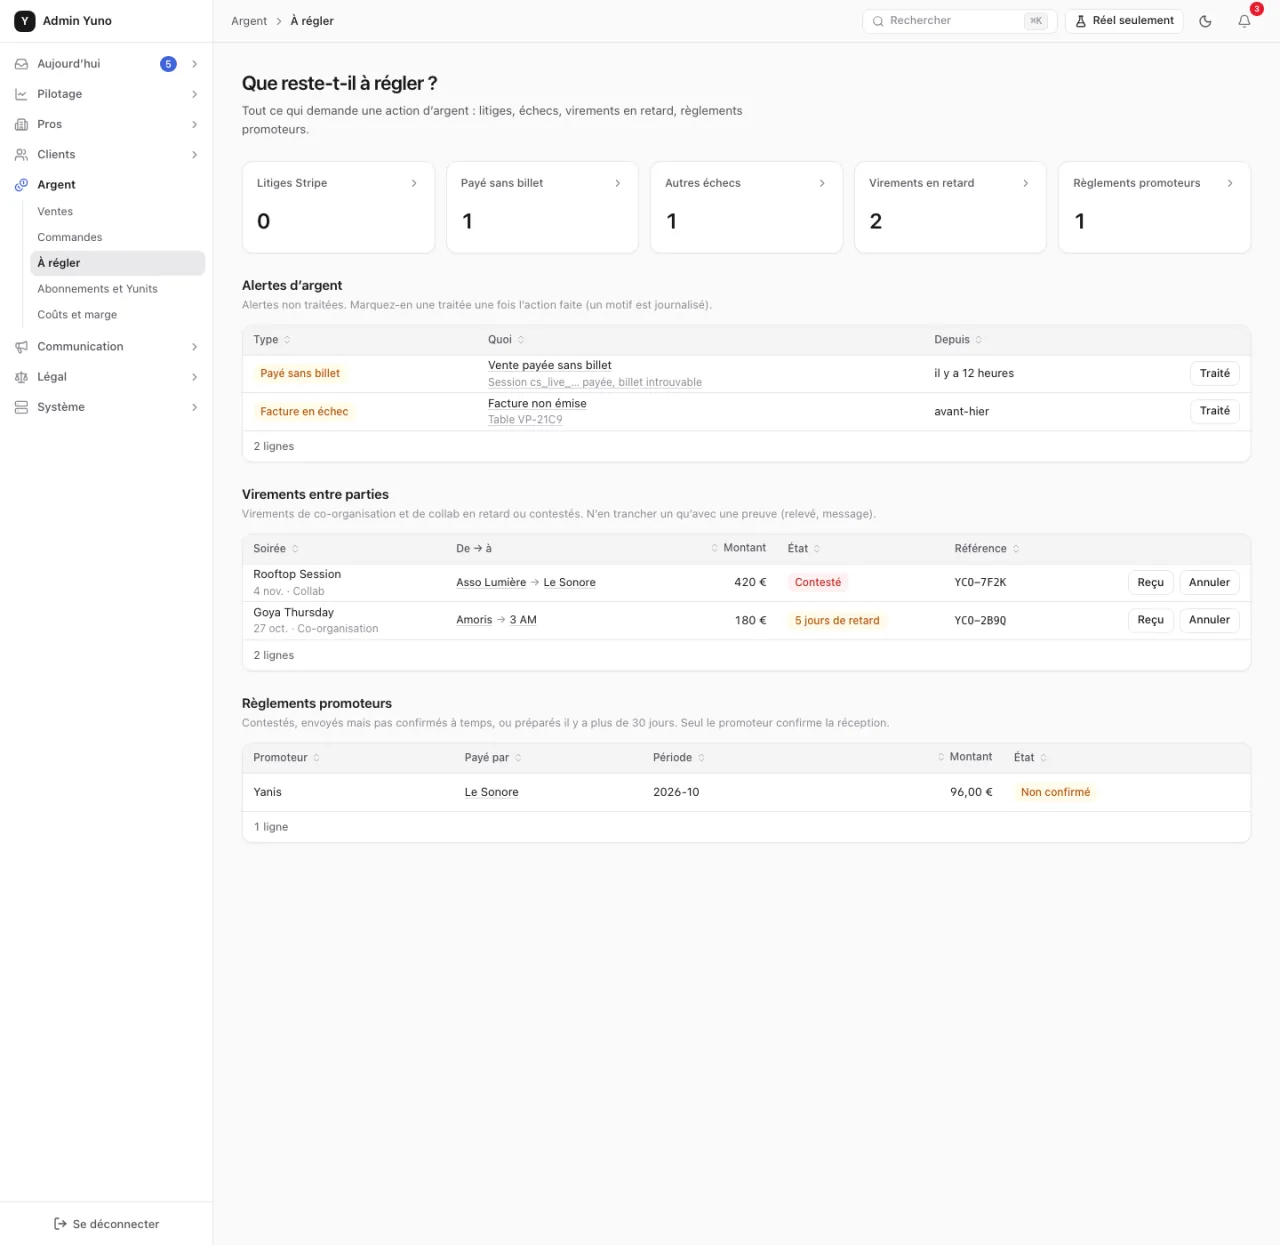 Y Admin Yuno
Argent > À régler
Rechercher ⌘K
Réel seulement
3
Aujourd'hui 5
Pilotage
Pros
Clients
Argent
Ventes
Commandes
À régler
Abonnements et Yunits
Coûts et marge
Communication
Légal
Système
Se déconnecter
Que reste-t-il à régler ?
Tout ce qui demande une action d'argent : litiges, échecs, virements en retard, règlements
promoteurs.
Litiges Stripe
0
Payé sans billet
1
Autres échecs
1
Virements en retard
2
Règlements promoteurs
1
Alertes d'argent
Alertes non traitées. Marquez-en une traitée une fois l'action faite (un motif est journalisé).
Type Quoi Depuis
Payé sans billet Vente payée sans billet il y a 12 heures Traité
Session cs_live_... payée, billet introuvable
Facture en échec Facture non émise avant-hier Traité
Table VP-21C9
2 lignes
Virements entre parties
Virements de co-organisation et de collab en retard ou contestés. N'en trancher un qu'avec une preuve (relevé, message).
Soirée De → à Montant État Référence
Rooftop Session Asso Lumière → Le Sonore 420 € Contesté YCO-7F2K Reçu Annuler
4 nov. · Collab
Goya Thursday Amoris → 3 AM 180 € 5 jours de retard YCO-2B9Q Reçu Annuler
27 oct. · Co-organisation
2 lignes
Règlements promoteurs
Contestés, envoyés mais pas confirmés à temps, ou préparés il y a plus de 30 jours. Seul le promoteur confirme la réception.
Promoteur Payé par Période Montant État
Yanis Le Sonore 2026-10 96,00 € Non confirmé
1 ligne